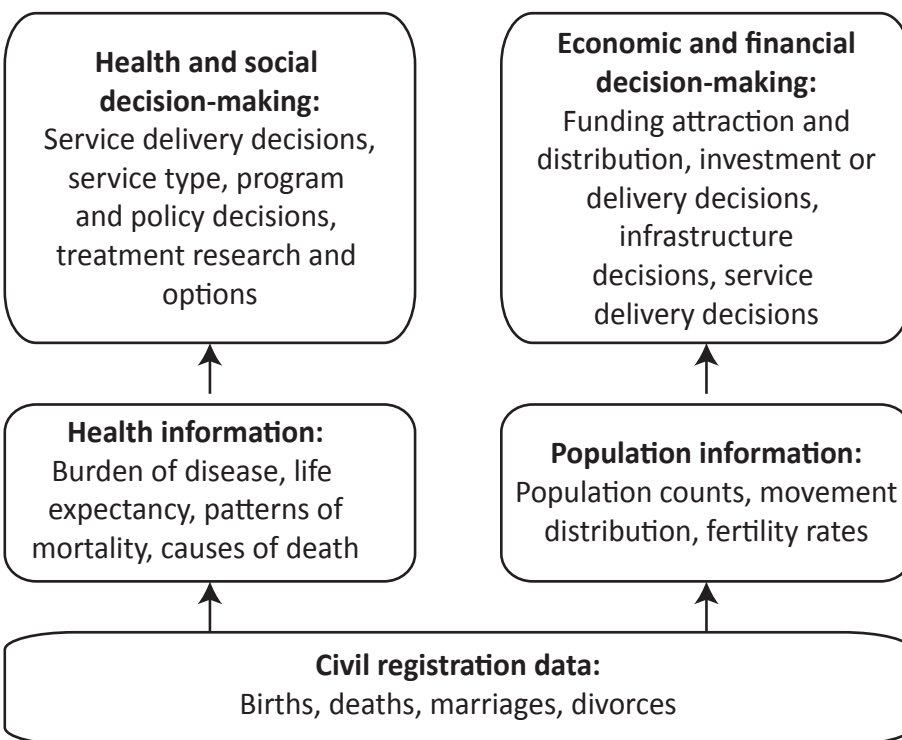 Health and social
decision-making:
Service delivery decisions,
service type, program
and policy decisions,
treatment research and
options
Economic and financial
decision-making:
Funding attraction and
distribution, investment or
delivery decisions,
infrastructure
decisions, service
delivery decisions
Health information:
Burden of disease, life
expectancy, patterns of
mortality, causes of death
Population information:
Population counts, movement
distribution, fertility rates
Civil registration data:
Births, deaths, marriages, divorces